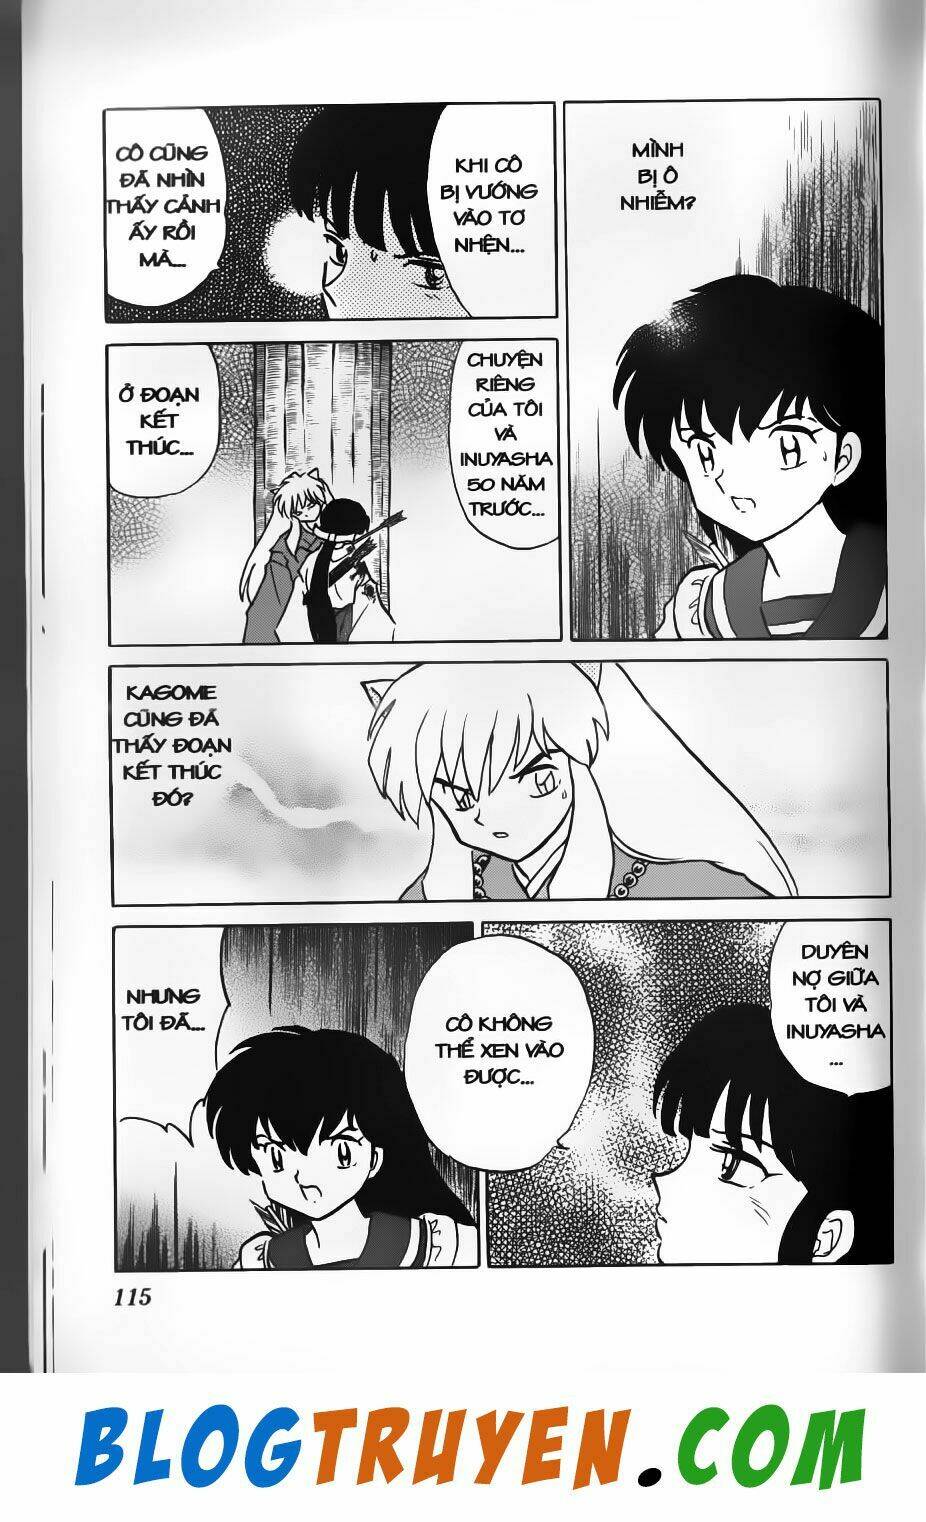 MÌNH
BỊ Ô
NHIỄM?
KHI CÔ
BỊ VƯỚNG
VÀO TƠ
NHỆN...
CÔ CŨNG
ĐÃ NHÌN
THẤY CẢNH
ẤY RỒI
MÀ...
CHUYỆN
RIÊNG
CỦA TÔI
VÀ
INUYASHA
50 NĂM
TRƯỚC...
Ở ĐOẠN
KẾT
THÚC...
KAGOME
CŨNG ĐÃ
THẤY ĐOẠN
KẾT THÚC
ĐÓ?
DUYÊN
NỢ GIỮA
TÔI VÀ
INUYASHA
...
CÔ KHÔNG
THỂ XEN VÀO
ĐƯỢC...
NHƯNG
TÔI ĐÃ...
115
BLOGTRUYEN.COM